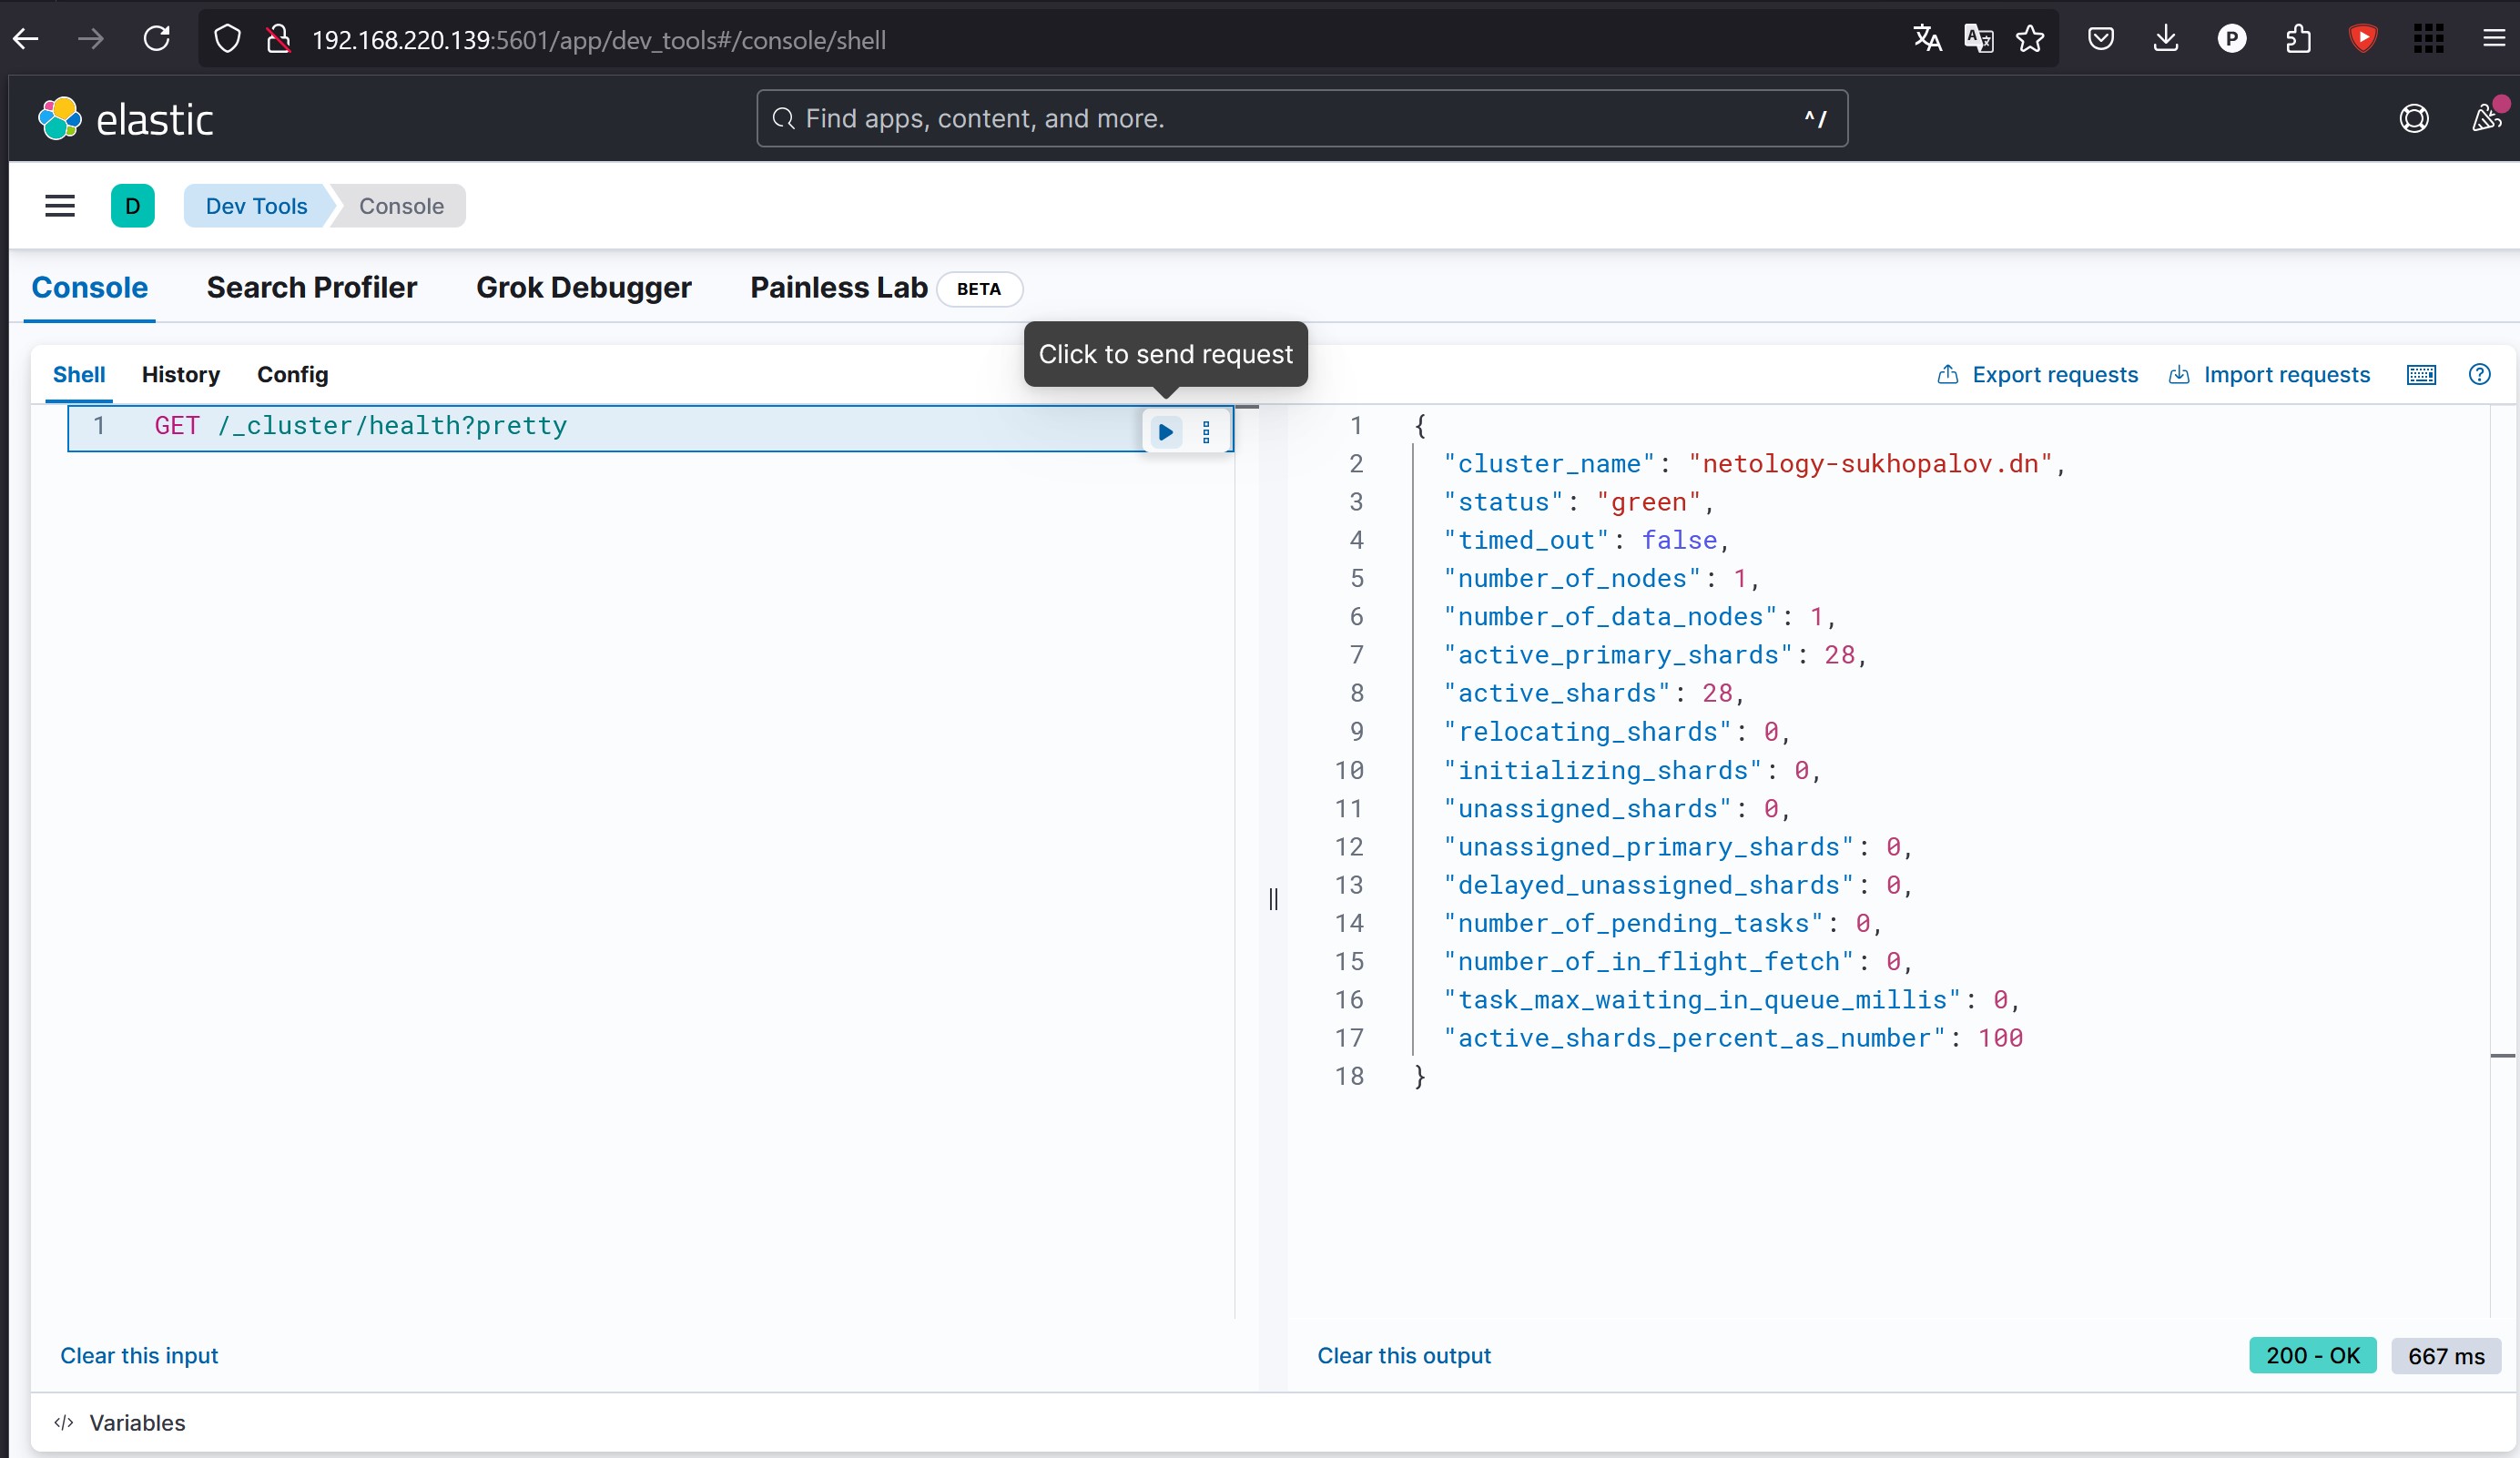 192.168.220.139:5601/app/dev_tools#/console/shell
elastic
Find apps, content, and more.
^/
D
Dev Tools
Console
Console
Search Profiler
Grok Debugger
Painless Lab
BETA
Click to send request
Shell
History
Config
Export requests
Import requests
1 GET /_cluster/health?pretty
1 {
2 "cluster_name": "netology-sukhopalov.dn",
3 "status": "green",
4 "timed_out": false,
5 "number_of_nodes": 1,
6 "number_of_data_nodes": 1,
7 "active_primary_shards": 28,
8 "active_shards": 28,
9 "relocating_shards": 0,
10 "initializing_shards": 0,
11 "unassigned_shards": 0,
12 "unassigned_primary_shards": 0,
13 "delayed_unassigned_shards": 0,
14 "number_of_pending_tasks": 0,
15 "number_of_in_flight_fetch": 0,
16 "task_max_waiting_in_queue_millis": 0,
17 "active_shards_percent_as_number": 100
18 }
Clear this input
Clear this output
200 - OK
667 ms
</> Variables